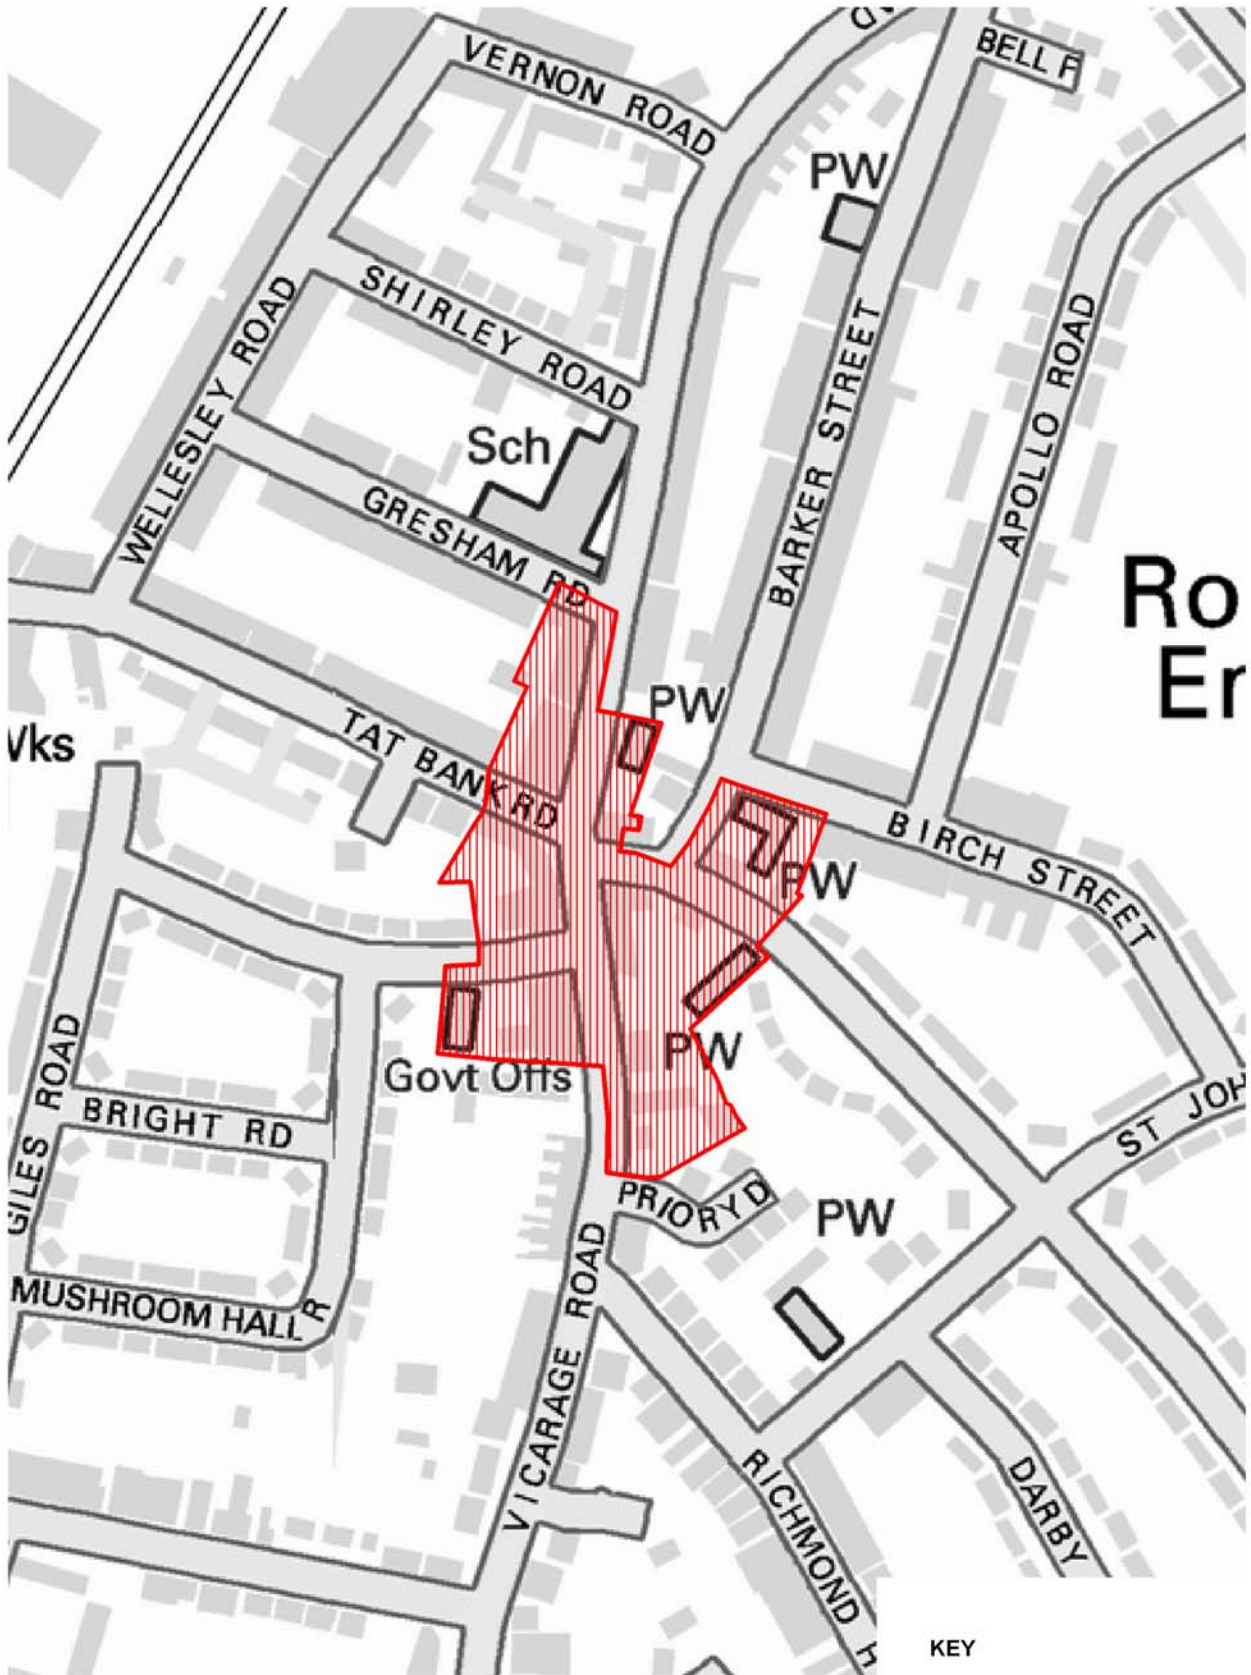 VERNON ROAD
BELL F
PW
SHIRLEY ROAD
WELLESLEY ROAD
BARKER STREET
APOLLO ROAD
Sch
GRESHAM RD
Ro
Er
PW
TAT BANK RD
BIRCH STREET
PW
PW
Govt Offs
GILES ROAD
BRIGHT RD
ST JOH
PRIORY D
PW
MUSHROOM HALL R
VICARAGE ROAD
RICHMOND H
DARBY
KEY